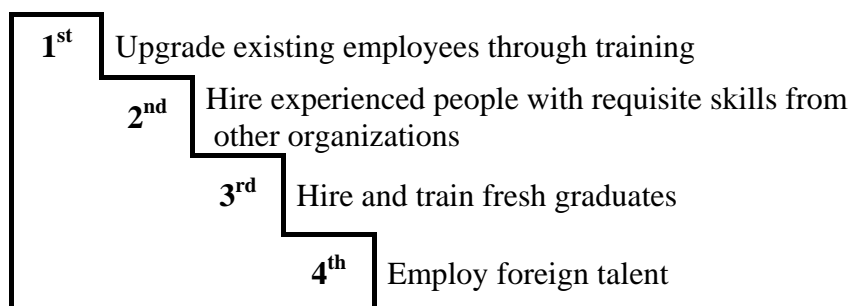 1st Upgrade existing employees through training
2nd Hire experienced people with requisite skills from
other organizations
3rd Hire and train fresh graduates
4th Employ foreign talent